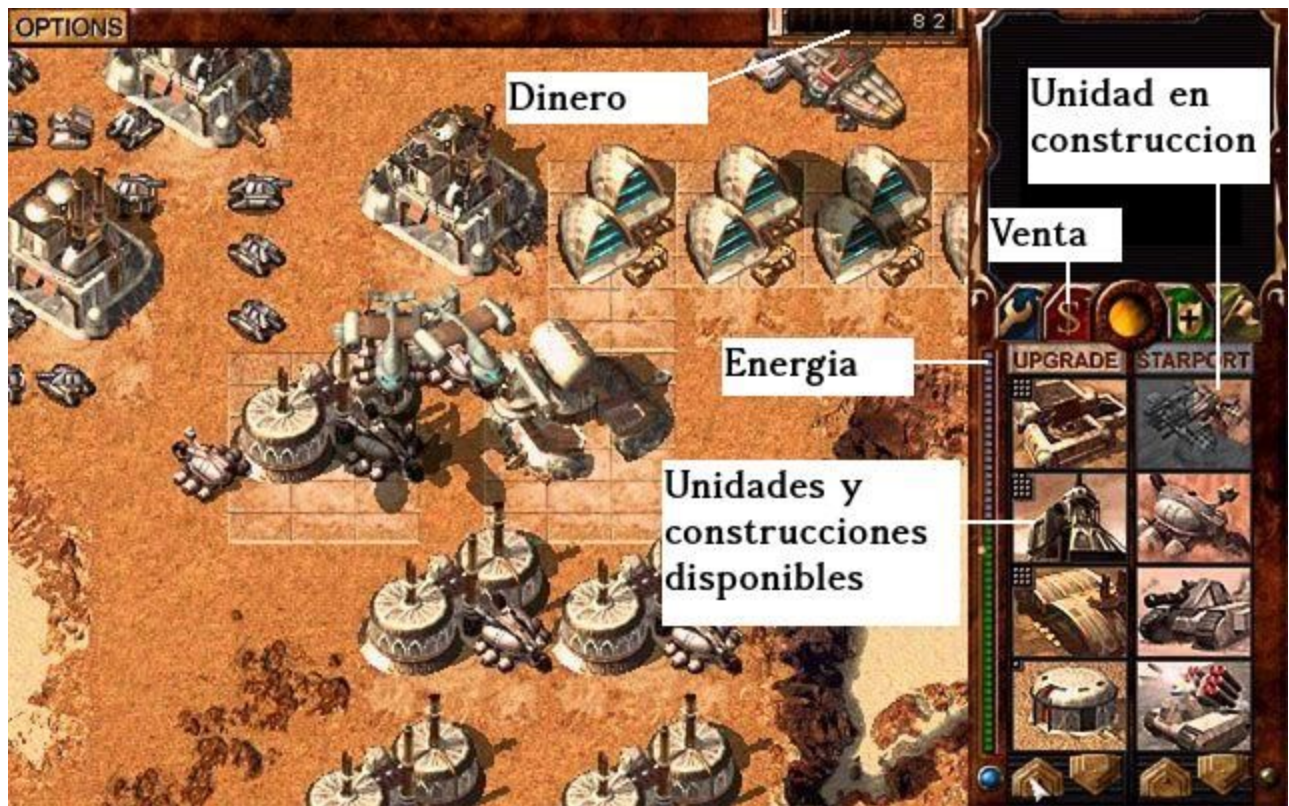 OPTIONS
82
Dinero
Unidad en
construccion
Venta
$
Energia
UPGRADE
STARPORT
Unidades y
construcciones
disponibles